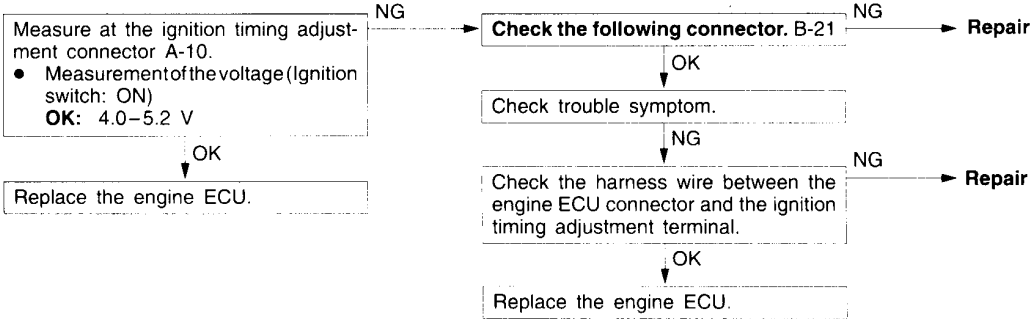 Measure at the ignition timing adjust-
ment connector A-10.
● Measurement of the voltage (Ignition
switch: ON)
OK: 4.0–5.2 V
OK
Replace the engine ECU.
NG
Check the following connector. B-21
NG
Repair
OK
Check trouble symptom.
NG
Check the harness wire between the
engine ECU connector and the ignition
timing adjustment terminal.
NG
Repair
OK
Replace the engine ECU.